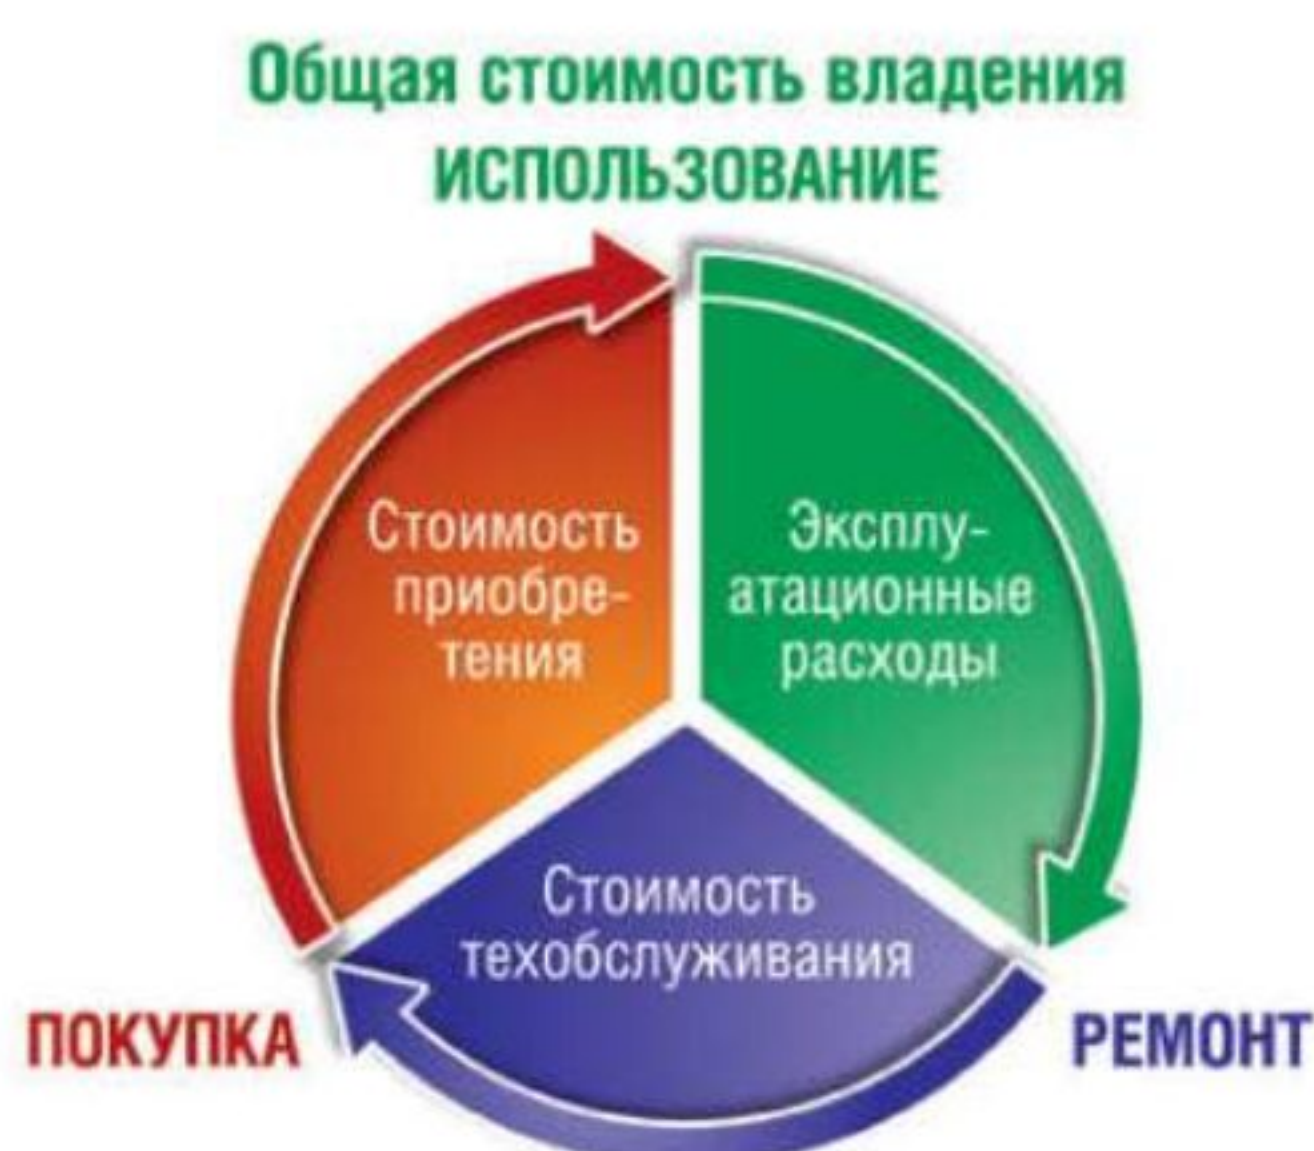 Общая стоимость владения
ИСПОЛЬЗОВАНИЕ
Стоимость
приобре-
тения
Эксплу-
атационные
расходы
Стоимость
техобслуживания
ПОКУПКА
РЕМОНТ